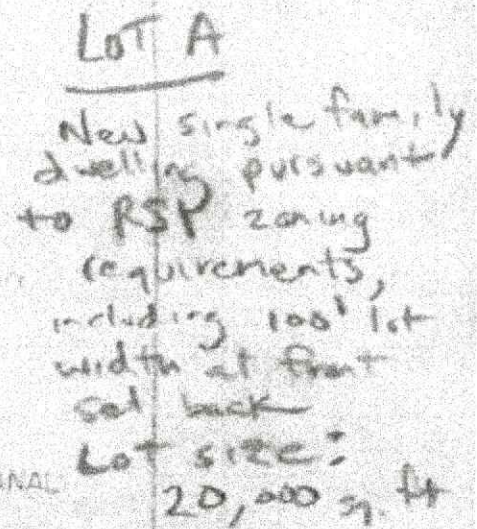 LOT A
New single family
dwelling pursuant
to RSP zoning
requirements,
including 100' lot
width at front
set back
Lot size:
20,000 sq. ft